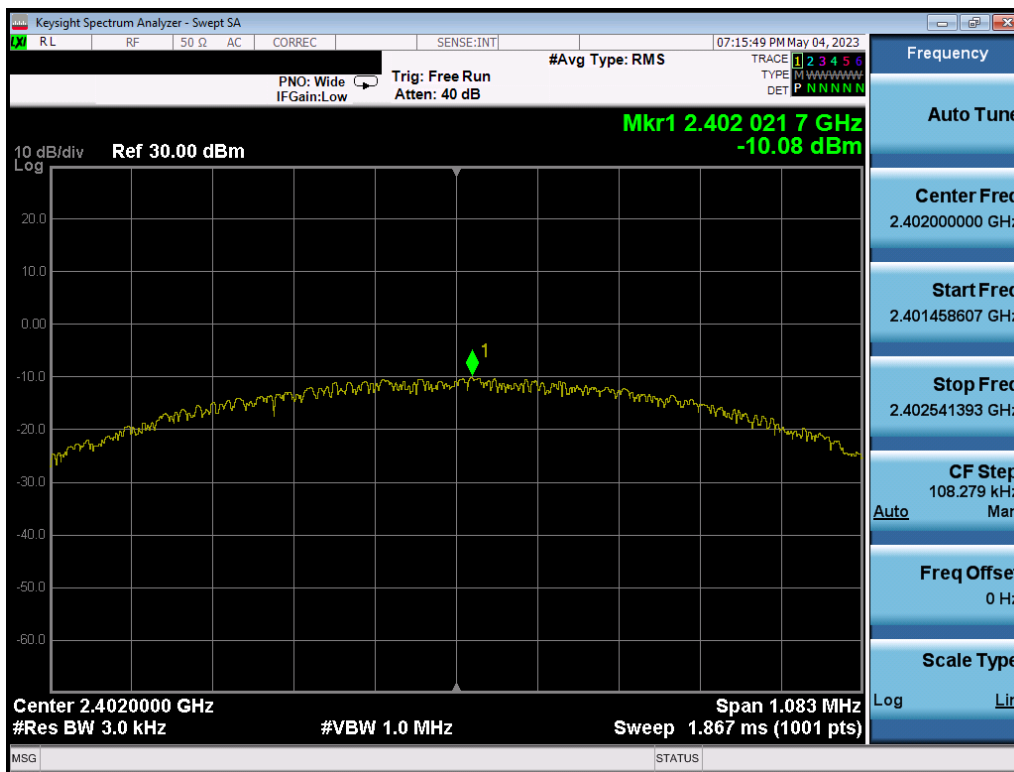 Keysight Spectrum Analyzer - Swept SA
LXI RL RF 50 Ω AC CORREC SENSE:INT 07:15:49 PM May 04, 2023
#Avg Type: RMS
TRACE 1 2 3 4 5 6
PNO: Wide Trig: Free Run
TYPE M WWWWW
IFGain:Low Atten: 40 dB
DET P N N N N N
Mkr1 2.402 021 7 GHz
-10.08 dBm
10 dB/div Ref 30.00 dBm
Log
20.0
10.0
0.00
1
-10.0
-20.0
-30.0
-40.0
-50.0
-60.0
Center 2.4020000 GHz Span 1.083 MHz
#Res BW 3.0 kHz #VBW 1.0 MHz Sweep 1.867 ms (1001 pts)
MSG STATUS
Frequency
Auto Tune
Center Freq
2.402000000 GHz
Start Freq
2.401458607 GHz
Stop Freq
2.402541393 GHz
CF Step
108.279 kHz
Auto Man
Freq Offset
0 Hz
Scale Type
Log Lin